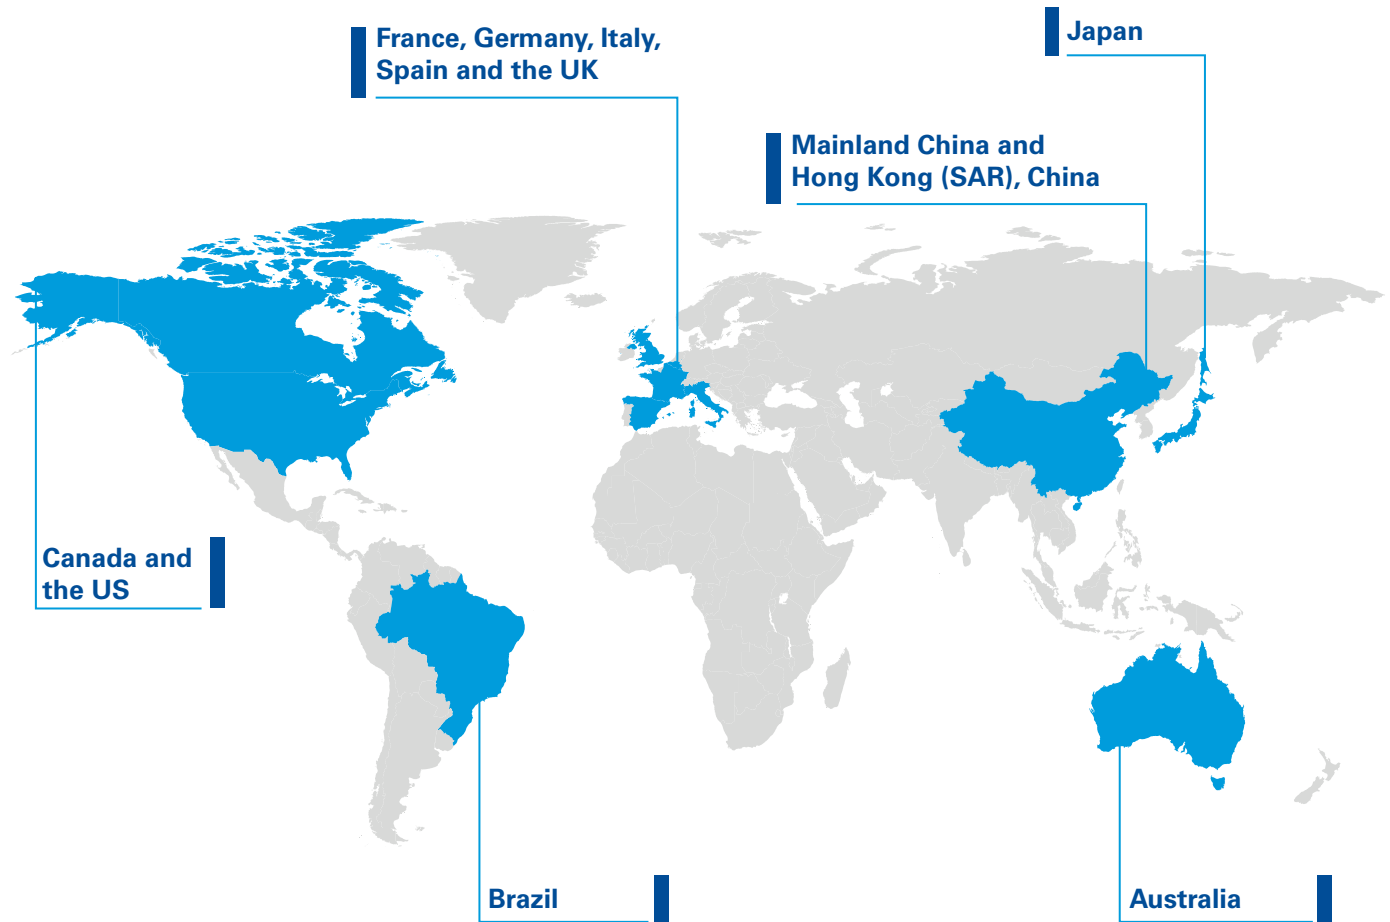 France, Germany, Italy,
Spain and the UK
Japan
Mainland China and
Hong Kong (SAR), China
Canada and
the US
Brazil
Australia